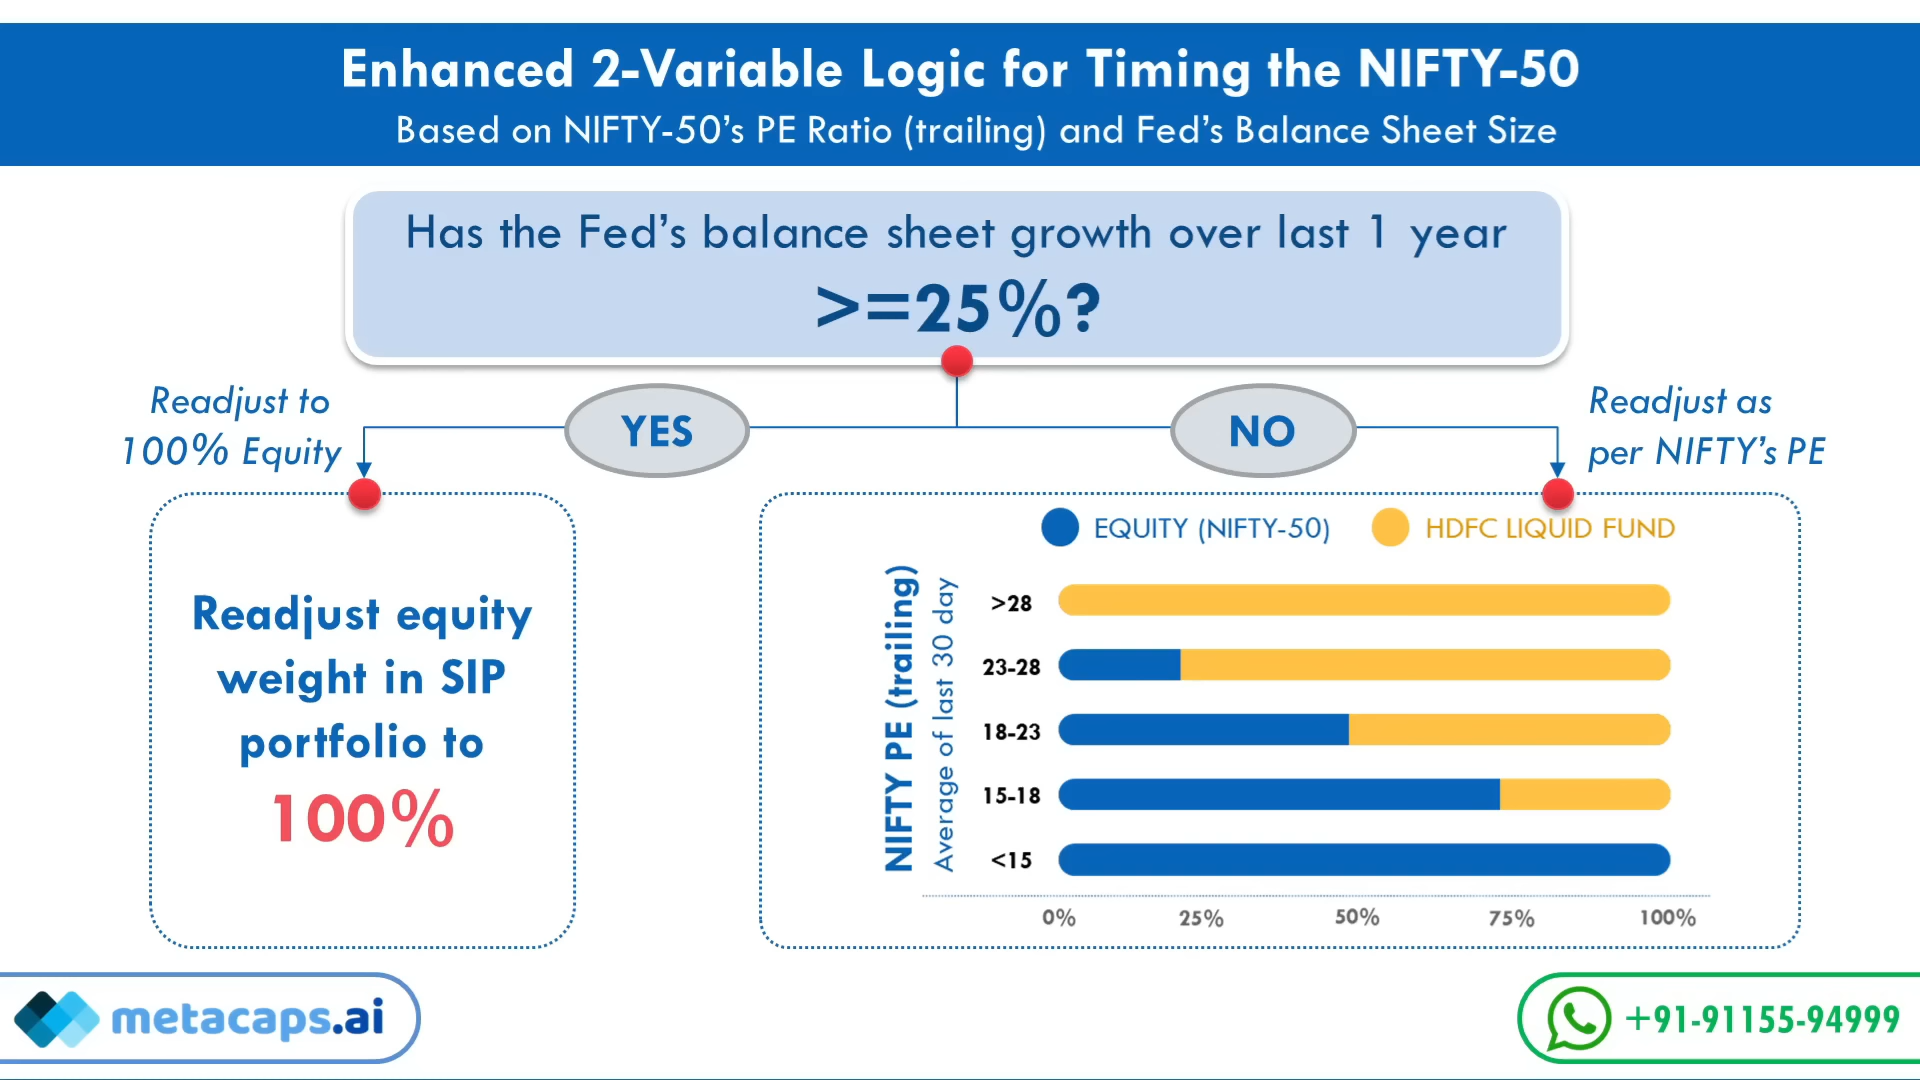 Enhanced 2-Variable Logic for Timing the NIFTY-50
Based on NIFTY-50's PE Ratio (trailing) and Fed's Balance Sheet Size
Has the Fed's balance sheet growth over last 1 year
>=25%?
YES
NO
Readjust to
100% Equity
Readjust as
per NIFTY's PE
Readjust equity
weight in SIP
portfolio to
100%
EQUITY (NIFTY-50)
HDFC LIQUID FUND
NIFTY PE (trailing)
Average of last 30 day
>28
23-28
18-23
15-18
<15
0%
25%
50%
75%
100%
metacaps.ai
+91-91155-94999